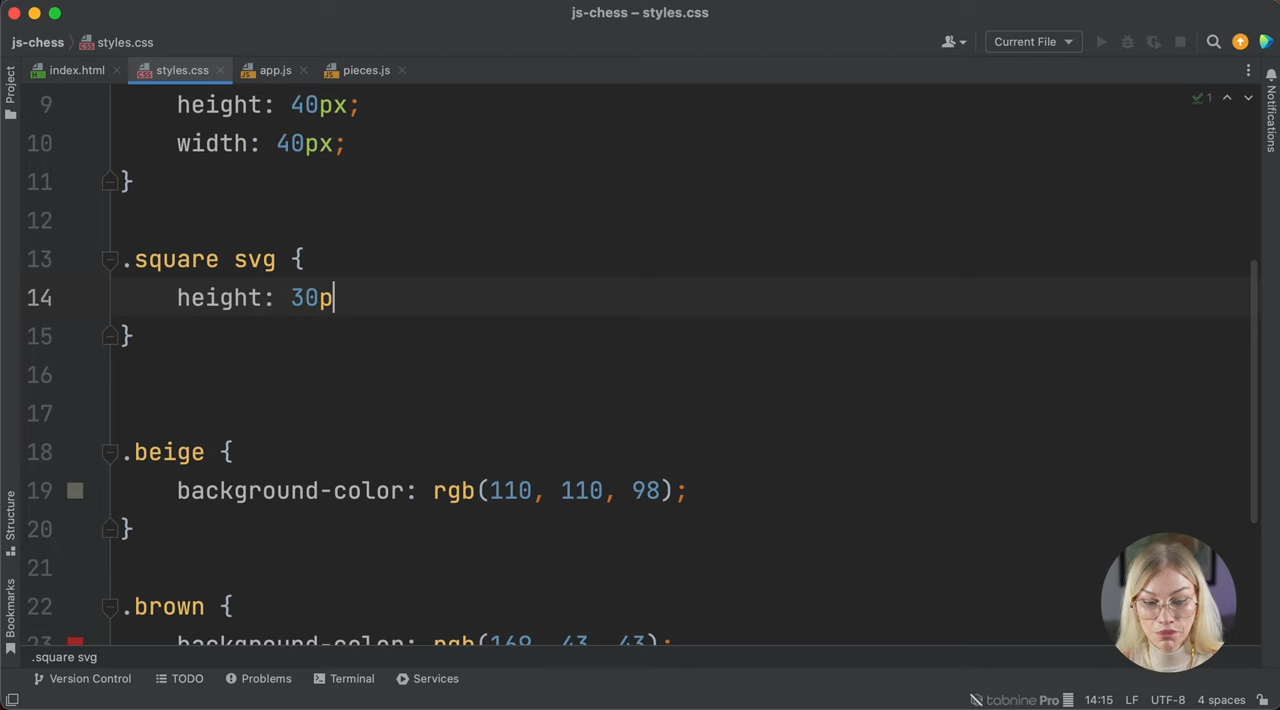 js-chess – styles.css
js-chess
styles.css
Current File
index.html
styles.css
app.js
pieces.js
Project
Notifications
9 height: 40px;
1
10 width: 40px;
11 }
12
13 .square svg {
14 height: 30p
15 }
16
17
18 .beige {
19 background-color: rgb(110, 110, 98);
20 }
21
22 .brown {
23 background-color: rgb(169, 43, 43);
Structure
Bookmarks
.square svg
Version Control
TODO
Problems
Terminal
Services
tabnine Pro
14:15
LF
UTF-8
4 spaces